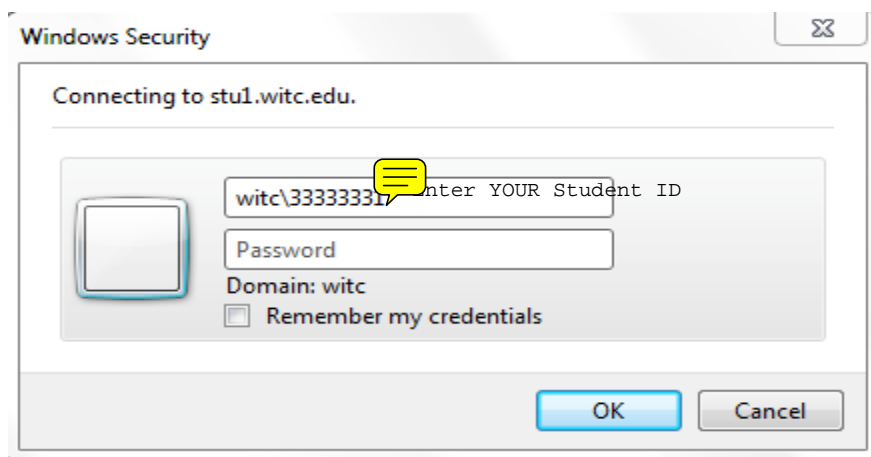 Windows Security
Connecting to stu1.witc.edu.
witc\33333331 Enter YOUR Student ID
Password
Domain: witc
Remember my credentials
OK Cancel